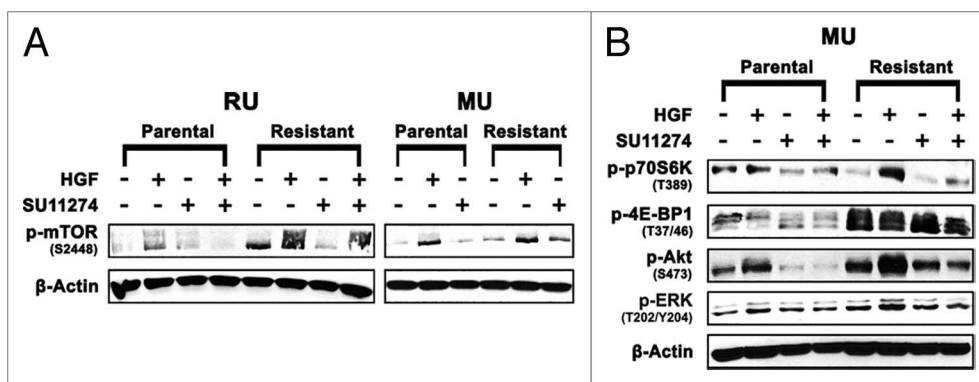 A
RU MU
Parental Resistant Parental Resistant
HGF - + - + - + - + - + - - + -
SU11274 - - + + - - + + - - + - - +
p-mTOR
(S2448)
β-Actin
B
MU
Parental Resistant
HGF - + - + - + - +
SU11274 - - + + - - + +
p-p70S6K
(T389)
p-4E-BP1
(T37/46)
p-Akt
(S473)
p-ERK
(T202/Y204)
β-Actin